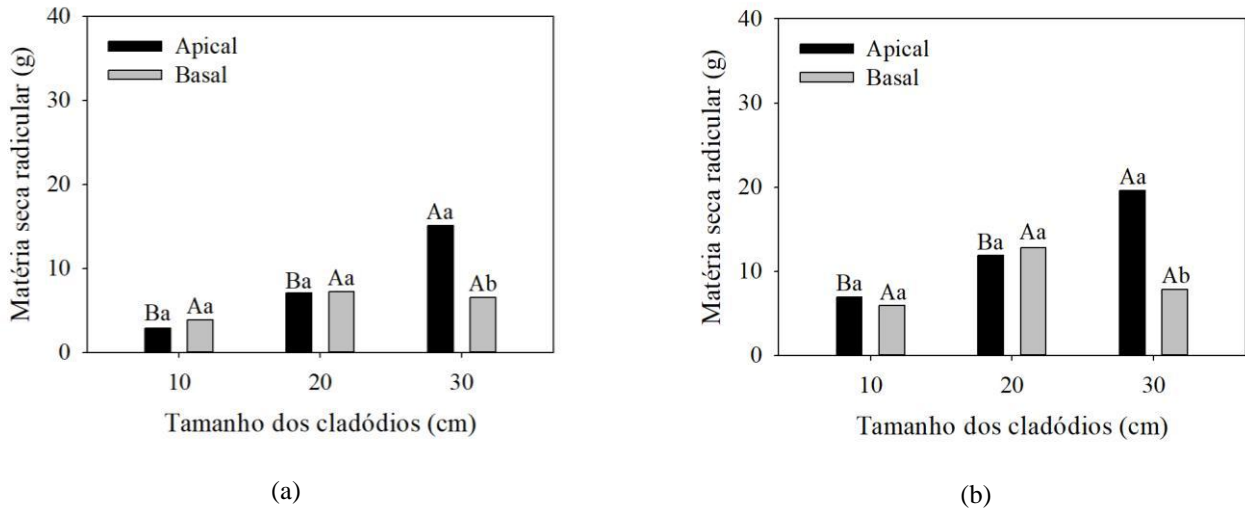 Matéria seca radicular (g)
40
30
20
10
0
Apical
Basal
Ba
Aa
Ba
Aa
Aa
Ab
10
20
30
Tamanho dos cladódios (cm)
(a)
Matéria seca radicular (g)
40
30
20
10
0
Apical
Basal
Ba
Aa
Ba
Aa
Aa
Ab
10
20
30
Tamanho dos cladódios (cm)
(b)